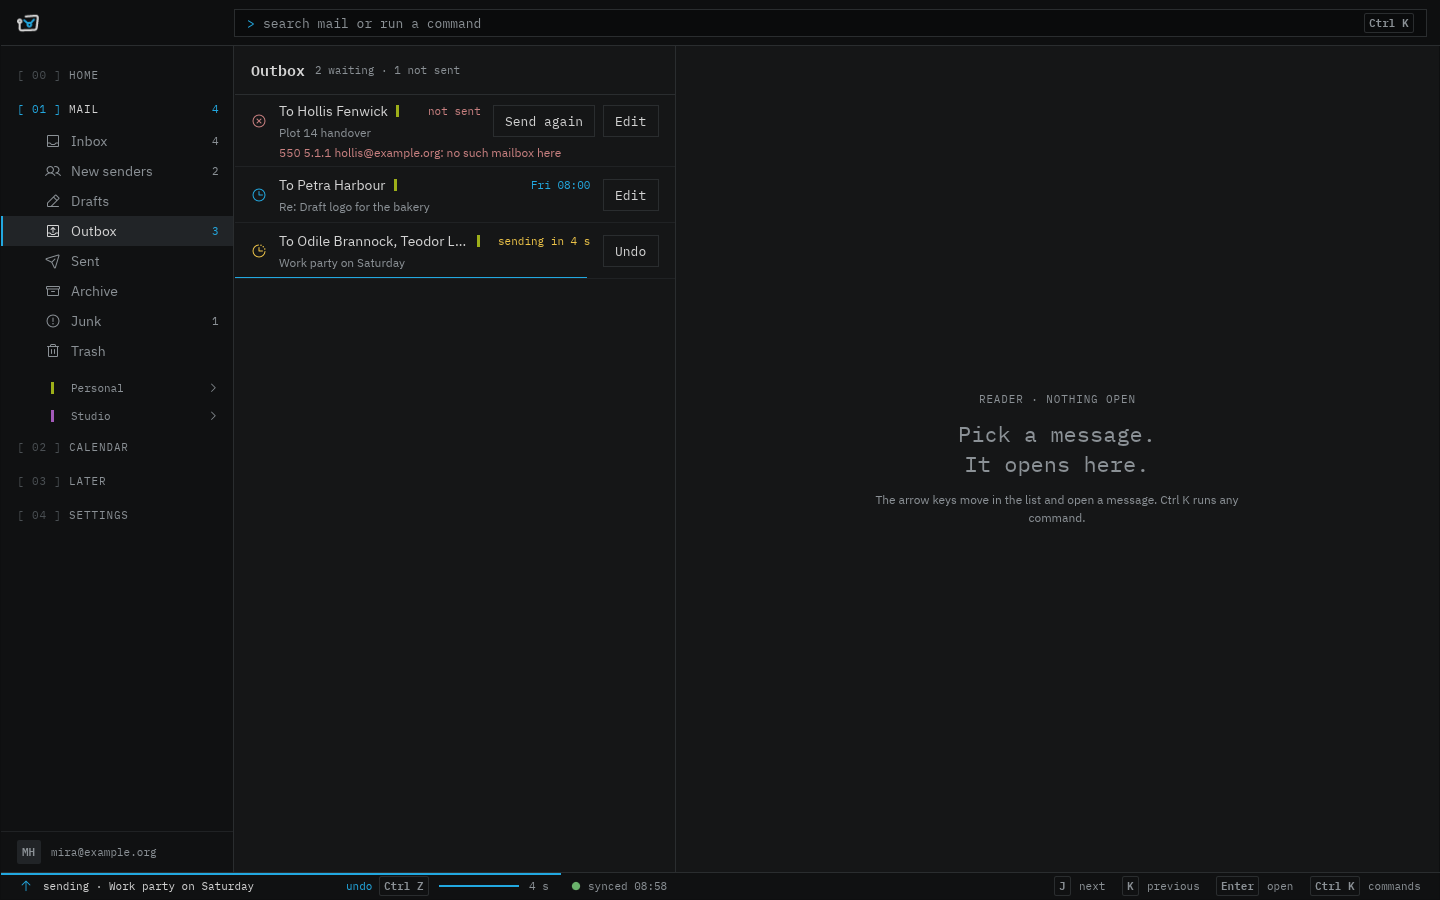 > search mail or run a command Ctrl K
[ 00 ] HOME
[ 01 ] MAIL 4
Inbox 4
New senders 2
Drafts
Outbox 3
Sent
Archive
Junk 1
Trash
Personal
Studio
[ 02 ] CALENDAR
[ 03 ] LATER
[ 04 ] SETTINGS
MH mira@example.org
Outbox 2 waiting · 1 not sent
To Hollis Fenwick not sent Send again Edit
Plot 14 handover
550 5.1.1 hollis@example.org: no such mailbox here
To Petra Harbour Fri 08:00 Edit
Re: Draft logo for the bakery
To Odile Brannock, Teodor L... sending in 4 s Undo
Work party on Saturday
READER · NOTHING OPEN
Pick a message.
It opens here.
The arrow keys move in the list and open a message. Ctrl K runs any
command.
sending · Work party on Saturday undo Ctrl Z 4 s synced 08:58 J next K previous Enter open Ctrl K commands